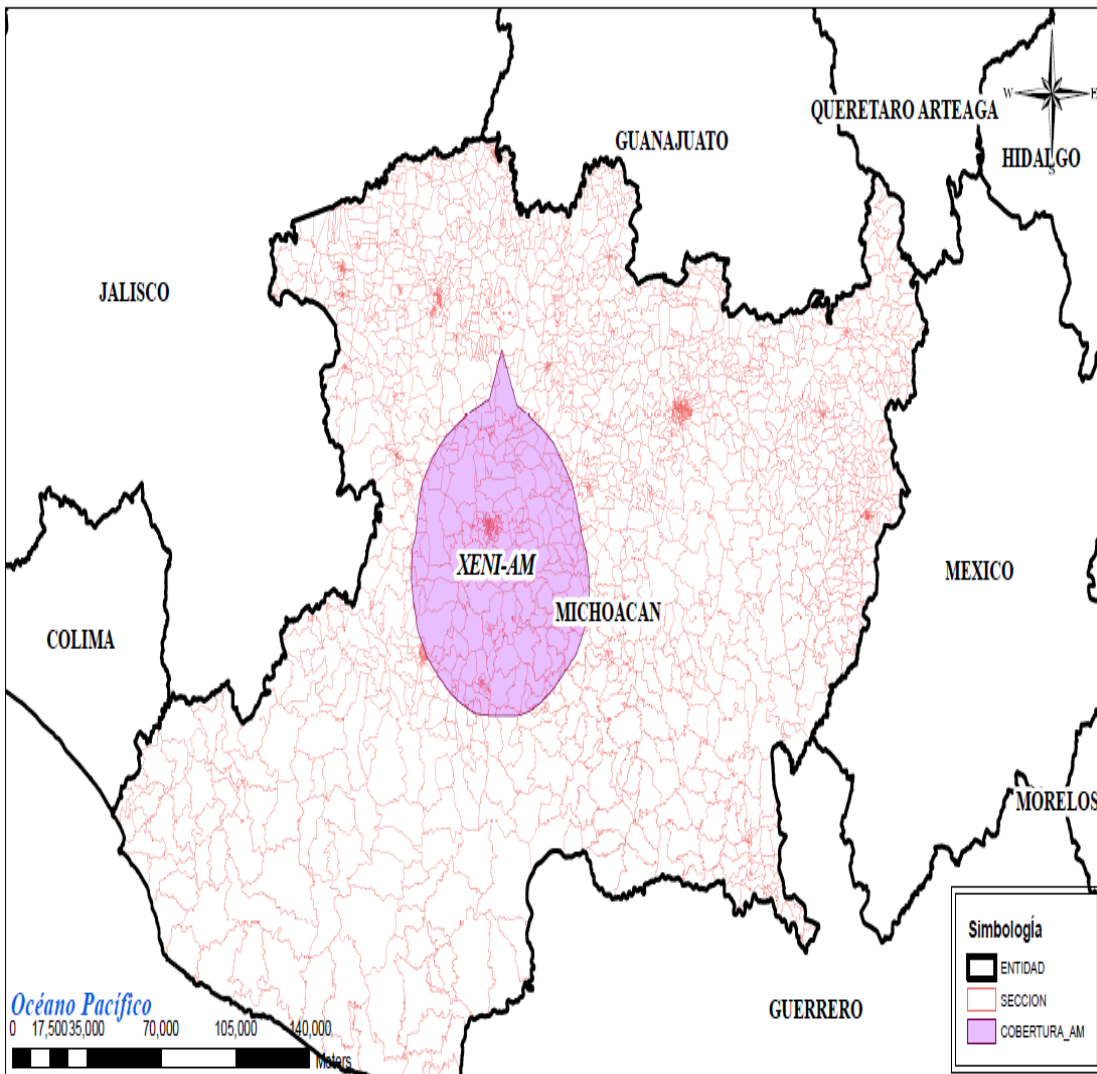 QUERETARO ARTEAGA
W
E
S
GUANAJUATO
HIDALGO
JALISCO
XENI-AM
MEXICO
MICHOACAN
COLIMA
MORELOS
Simbología
ENTIDAD
SECCION
COBERTURA_AM
Océano Pacífico
GUERRERO
0 17,500 35,000 70,000 105,000 140,000
Meters